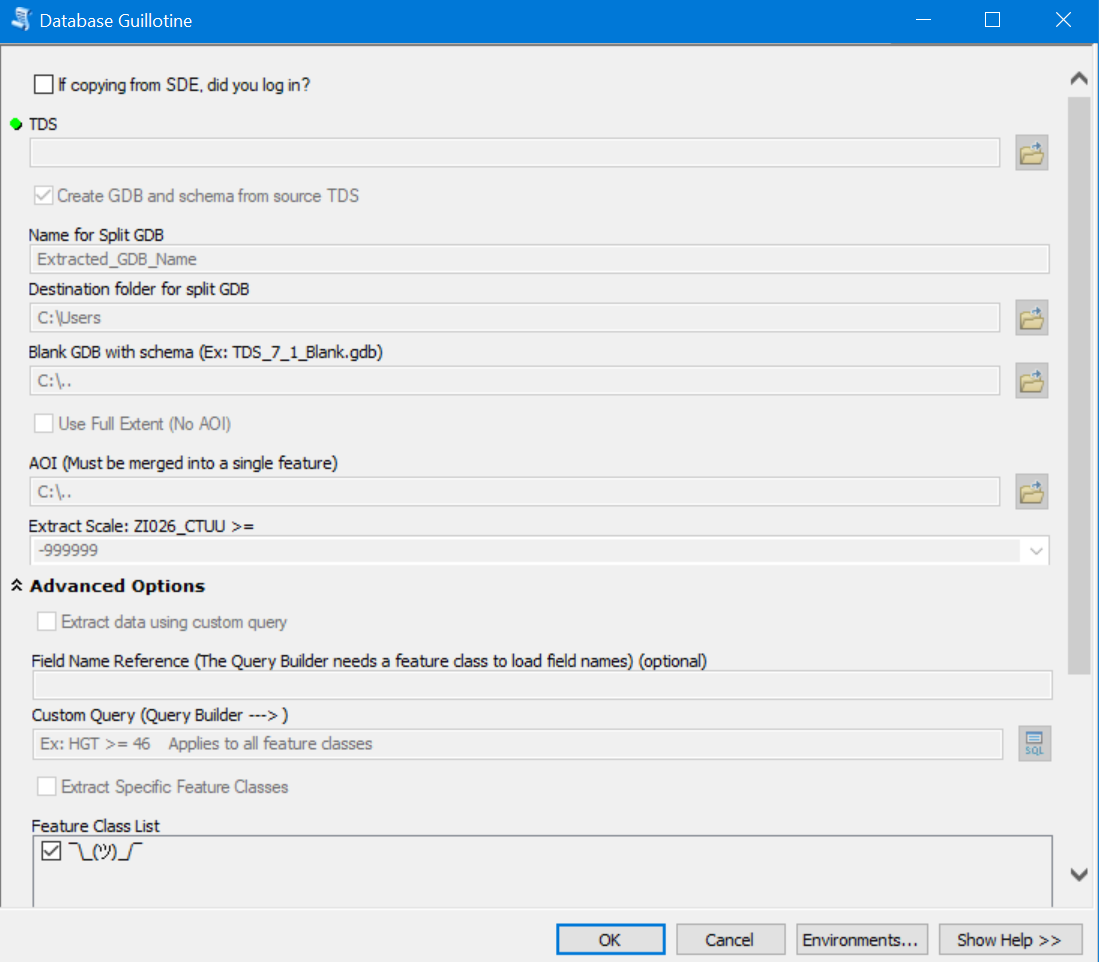 Database Guillotine
If copying from SDE, did you log in?
TDS
Create GDB and schema from source TDS
Name for Split GDB
Extracted_GDB_Name
Destination folder for split GDB
C:\Users
Blank GDB with schema (Ex: TDS_7_1_Blank.gdb)
C:\..
Use Full Extent (No AOI)
AOI (Must be merged into a single feature)
C:\..
Extract Scale: ZI026_CTUU >=
-999999
Advanced Options
Extract data using custom query
Field Name Reference (The Query Builder needs a feature class to load field names) (optional)
Custom Query (Query Builder ---> )
Ex: HGT >= 46    Applies to all feature classes
SQL
Extract Specific Feature Classes
Feature Class List
¯\_(ツ)_/¯
OK Cancel Environments... Show Help >>